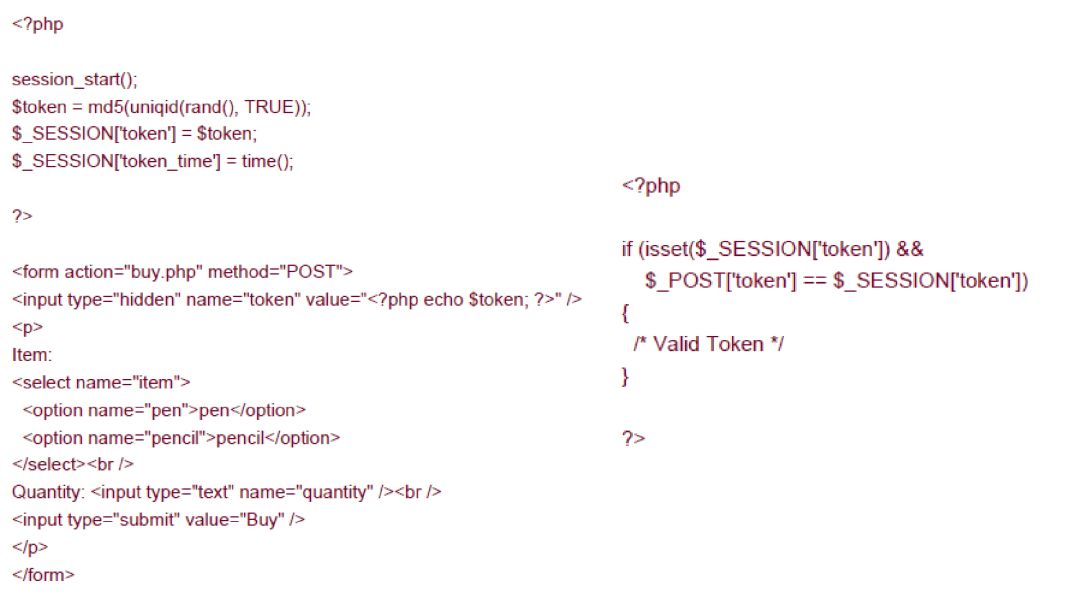 <?php
session_start();
$token = md5(uniqid(rand(), TRUE));
$_SESSION['token'] = $token;
$_SESSION['token_time'] = time();
?>
<form action="buy.php" method="POST">
<input type="hidden" name="token" value="<?php echo $token; ?>" />
<p>
Item:
<select name="item">
<option name="pen">pen</option>
<option name="pencil">pencil</option>
</select><br />
Quantity: <input type="text" name="quantity" /><br />
<input type="submit" value="Buy" />
</p>
</form>
<?php
if (isset($_SESSION['token']) &&
$_POST['token'] == $_SESSION['token'])
{
/* Valid Token */
}
?>